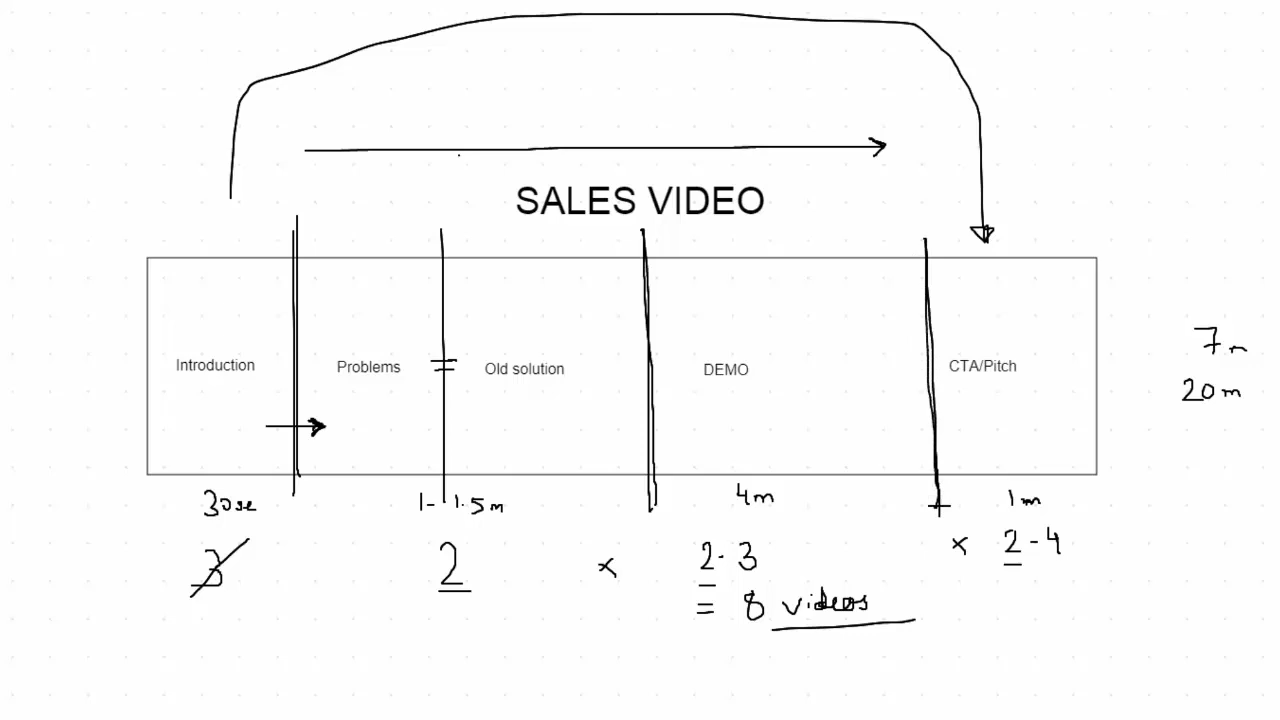 SALES VIDEO
Introduction Problems = Old solution DEMO CTA/Pitch
7m
20m
30se 1-1.5m 4m 1m
3 2 x 2-3 x 2-4
= 8 videos